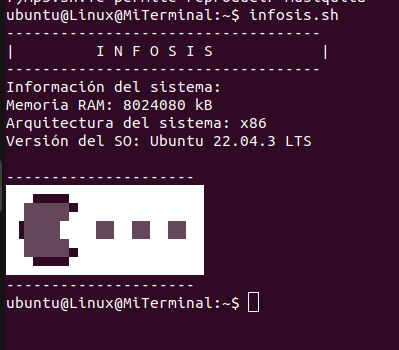 ubuntu@Linux@MiTerminal:~$ infosis.sh
-----------------------------------
|         I N F O S I S            |
-----------------------------------
Información del sistema:
Memoria RAM: 8024080 kB
Arquitectura del sistema: x86
Versión del SO: Ubuntu 22.04.3 LTS
---------------------
---------------------
ubuntu@Linux@MiTerminal:~$